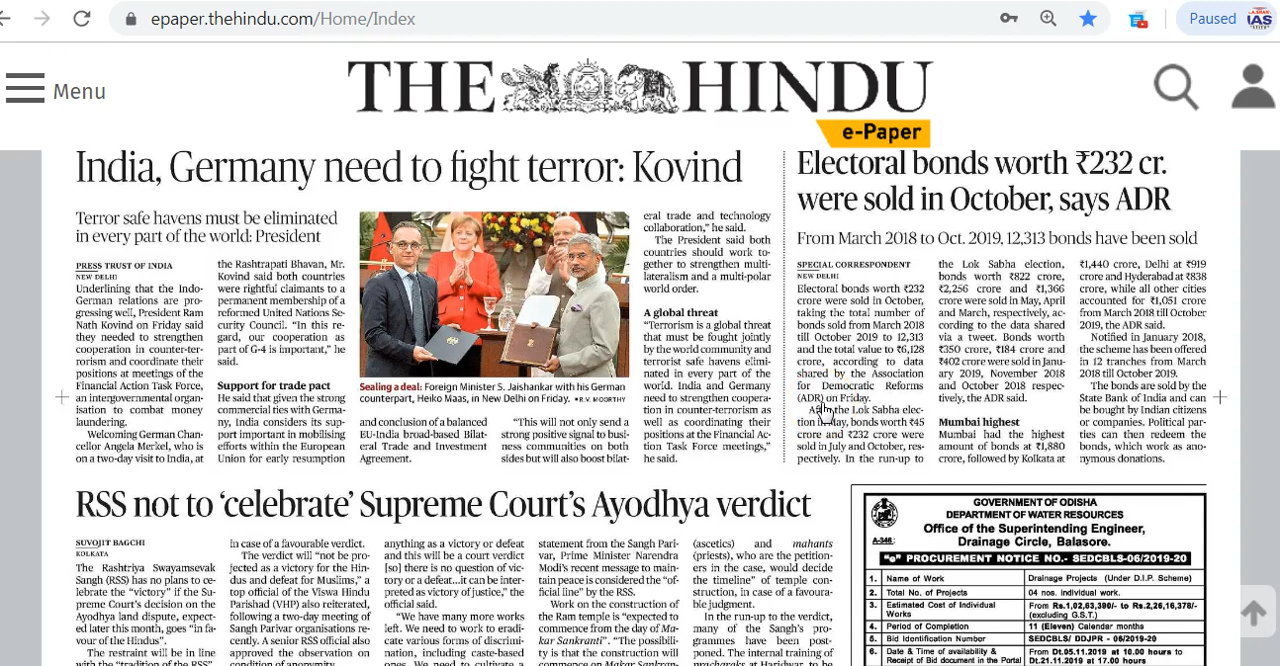 epaper.thehindu.com/Home/Index
Paused
IAS
Menu
THE HINDU
e-Paper
India, Germany need to fight terror: Kovind
Terror safe havens must be eliminated
in every part of the world: President
PRESS TRUST OF INDIA
NEW DELHI
Underlining that the Indo-
German relations are pro-
gressing well, President Ram
Nath Kovind on Friday said
they needed to strengthen
cooperation in counter-ter-
rorism and coordinate their
positions at meetings of the
Financial Action Task Force,
an intergovernmental organ-
isation to combat money
laundering.
Welcoming German Chan-
cellor Angela Merkel, who is
on a two-day visit to India, at
the Rashtrapati Bhavan, Mr.
Kovind said both countries
were rightful claimants to a
permanent membership of a
reformed United Nations Se-
curity Council. “In this re-
gard, our cooperation as
part of G-4 is important,” he
said.
Support for trade pact
He said that given the strong
commercial ties with Germa-
ny, India considers its sup-
port important in mobilising
efforts within the European
Union for early resumption
Sealing a deal: Foreign Minister S. Jaishankar with his German
counterpart, Heiko Maas, in New Delhi on Friday. ▪R.V. MOORTHY
and conclusion of a balanced
EU-India broad-based Bilat-
eral Trade and Investment
Agreement.
“This will not only send a
strong positive signal to busi-
ness communities on both
sides but will also boost bilat-
eral trade and technology
collaboration,” he said.
The President said both
countries should work to-
gether to strengthen multi-
lateralism and a multi-polar
world order.
A global threat
“Terrorism is a global threat
that must be fought jointly
by the world community and
terrorist safe havens elimi-
nated in every part of the
world. India and Germany
need to strengthen coopera-
tion in counter-terrorism as
well as coordinating their
positions at the Financial Ac-
tion Task Force meetings,”
he said.
Electoral bonds worth ₹232 cr.
were sold in October, says ADR
From March 2018 to Oct. 2019, 12,313 bonds have been sold
SPECIAL CORRESPONDENT
NEW DELHI
Electoral bonds worth ₹232
crore were sold in October,
taking the total number of
bonds sold from March 2018
till October 2019 to 12,313
and the total value to ₹6,128
crore, according to data
shared by the Association
for Democratic Reforms
(ADR) on Friday.
the Lok Sabha elec-
tion in May, bonds worth ₹45
crore and ₹232 crore were
sold in July and October, res-
pectively. In the run-up to
the Lok Sabha election,
bonds worth ₹822 crore,
₹2,256 crore and ₹1,366
crore were sold in May, April
and March, respectively, ac-
cording to the data shared
via a tweet. Bonds worth
₹350 crore, ₹184 crore and
₹402 crore were sold in Janu-
ary 2019, November 2018
and October 2018 respec-
tively, the ADR said.
Mumbai highest
Mumbai had the highest
amount of bonds at ₹1,880
crore, followed by Kolkata at
₹1,440 crore, Delhi at ₹919
crore and Hyderabad at ₹838
crore, while all other cities
accounted for ₹1,051 crore
from March 2018 till October
2019, the ADR said.
Notified in January 2018,
the scheme has been offered
in 12 tranches from March
2018 till October 2019.
The bonds are sold by the
State Bank of India and can
be bought by Indian citizens
or companies. Political par-
ties can then redeem the
bonds, which work as ano-
nymous donations.
RSS not to ‘celebrate’ Supreme Court’s Ayodhya verdict
SUVOJIT BAGCHI
KOLKATA
The Rashtriya Swayamsevak
Sangh (RSS) has no plans to ce-
lebrate the “victory” if the Su-
preme Court’s decision on the
Ayodhya land dispute, expect-
ed later this month, goes “in fa-
vour of the Hindus”.
The restraint will be in line
with the “tradition of the RSS”
in case of a favourable verdict.
The verdict will “not be pro-
jected as a victory for the Hin-
dus and defeat for Muslims,” a
top official of the Viswa Hindu
Parishad (VHP) also reiterated,
following a two-day meeting of
Sangh Parivar organisations re-
cently. A senior RSS official also
approved the observation on
condition of anonymity.
anything as a victory or defeat
and this will be a court verdict
[so] there is no question of vic-
tory or a defeat...it can be inter-
preted as victory of justice,” the
official said.
“We have many more works
left. We need to work to eradi-
cate various forms of discrimi-
nation, including caste-based
ones. We need to cultivate a
statement from the Sangh Pari-
var, Prime Minister Narendra
Modi’s recent message to main-
tain peace is considered the “of-
ficial line” by the RSS.
Work on the construction of
the Ram temple is “expected to
commence from the day of Ma-
kar Sankranti”. “The possibili-
ty is that the construction will
commence on Makar Sankran-
(ascetics) and mahants
(priests), who are the petition-
ers in the case, would decide
the timeline” of temple con-
struction, in case of a favoura-
ble judgment.
In the run-up to the verdict,
many of the Sangh’s pro-
grammes have been post-
poned. The internal training of
pracharaks at Haridwar, to be
GOVERNMENT OF ODISHA
DEPARTMENT OF WATER RESOURCES
Office of the Superintending Engineer,
Drainage Circle, Balasore.
A-346
"e" PROCUREMENT NOTICE NO.- SEDCBLS-06/2019-20
1. Name of Work Drainage Projects (Under D.I.P. Scheme)
2. Total No. of Projects 04 nos. individual work.
3. Estimated Cost of Individual Works From Rs.1,02,63,390/- to Rs.2,26,16,378/- (excluding G.S.T.)
4. Period of Completion 11 (Eleven) Calendar months
5. Bid Identification Number SEDCBLS/ DDJPR - 06/2019-20
6. Date & Time of availability & Receipt of Bid document in the Portal From Dt.05.11.2019 at 10.00 hours to Dt.21.11.2019 at 17.00 hours